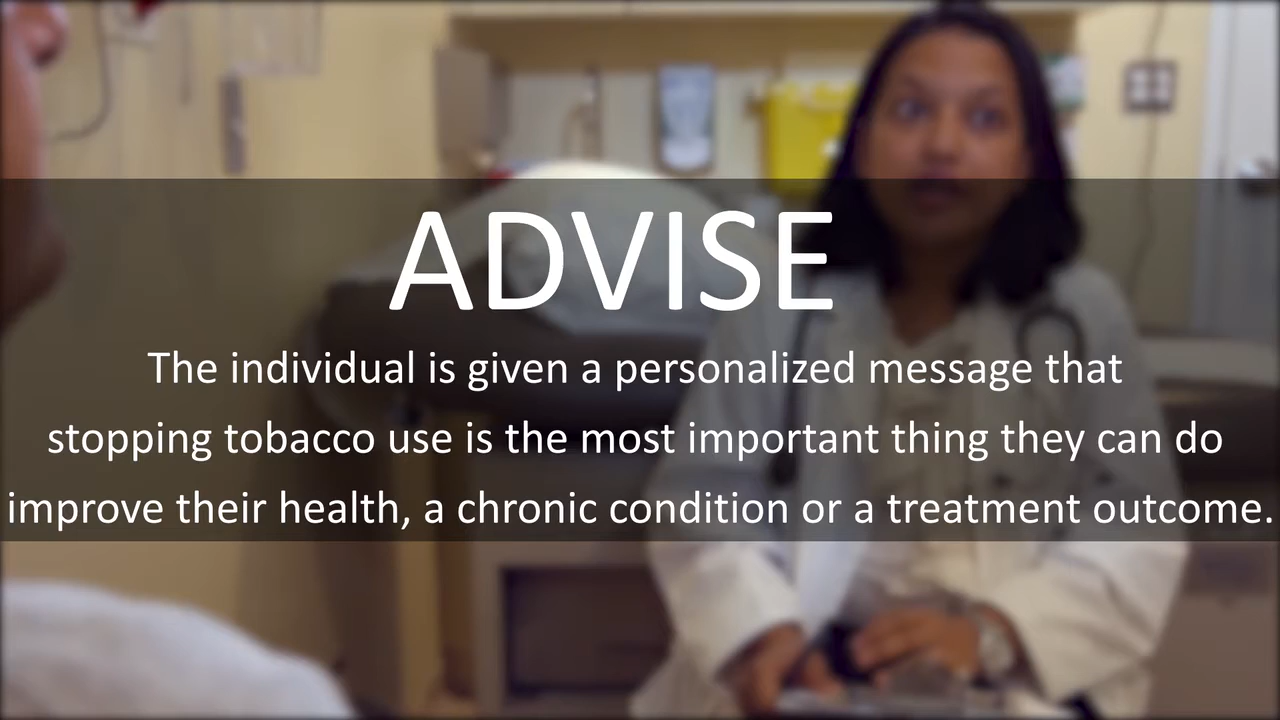 ADVISE
The individual is given a personalized message that
stopping tobacco use is the most important thing they can do
improve their health, a chronic condition or a treatment outcome.